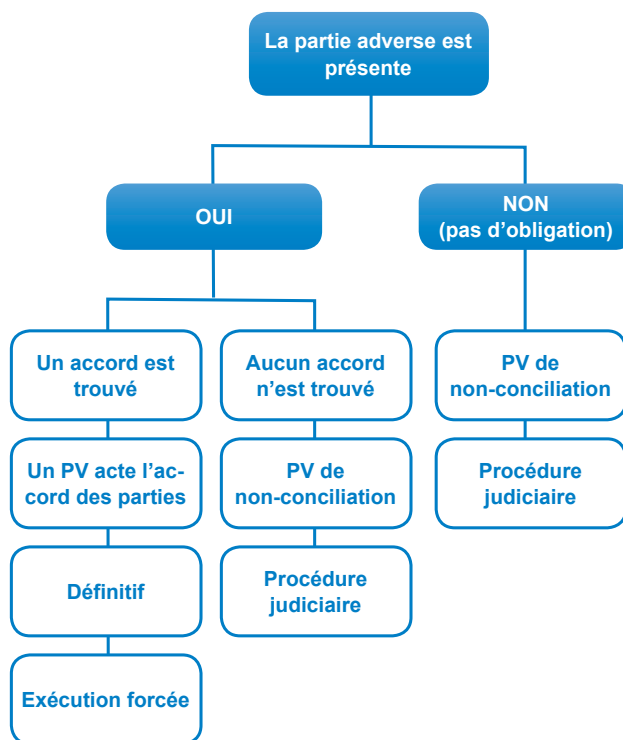 La partie adverse est
présente
OUI
NON
(pas d’obligation)
Un accord est
trouvé
Aucun accord
n’est trouvé
PV de
non-conciliation
Un PV acte l’ac-
cord des parties
PV de
non-conciliation
Procédure
judiciaire
Définitif
Procédure
judiciaire
Exécution forcée